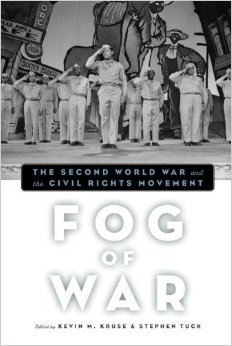 THE SECOND WORLD WAR and
the CIVIL RIGHTS MOVEMENT
FOG
OF
WAR
Edited by KEVIN M. KRUSE & STEPHEN TUCK